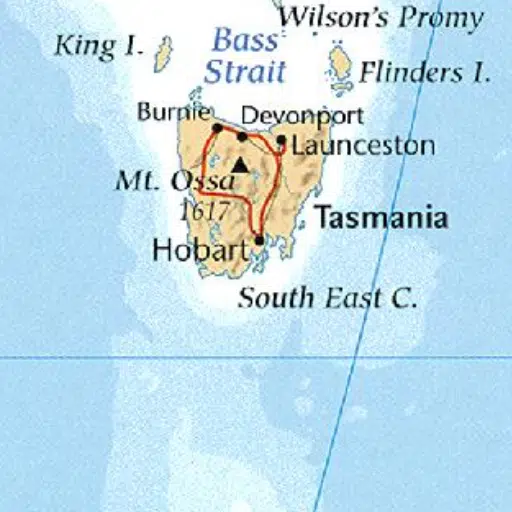 Wilson's Promy
King I.
Bass
Strait
Flinders I.
Burnie
Devonport
Launceston
Mt. Ossa
1617
Tasmania
Hobart
South East C.